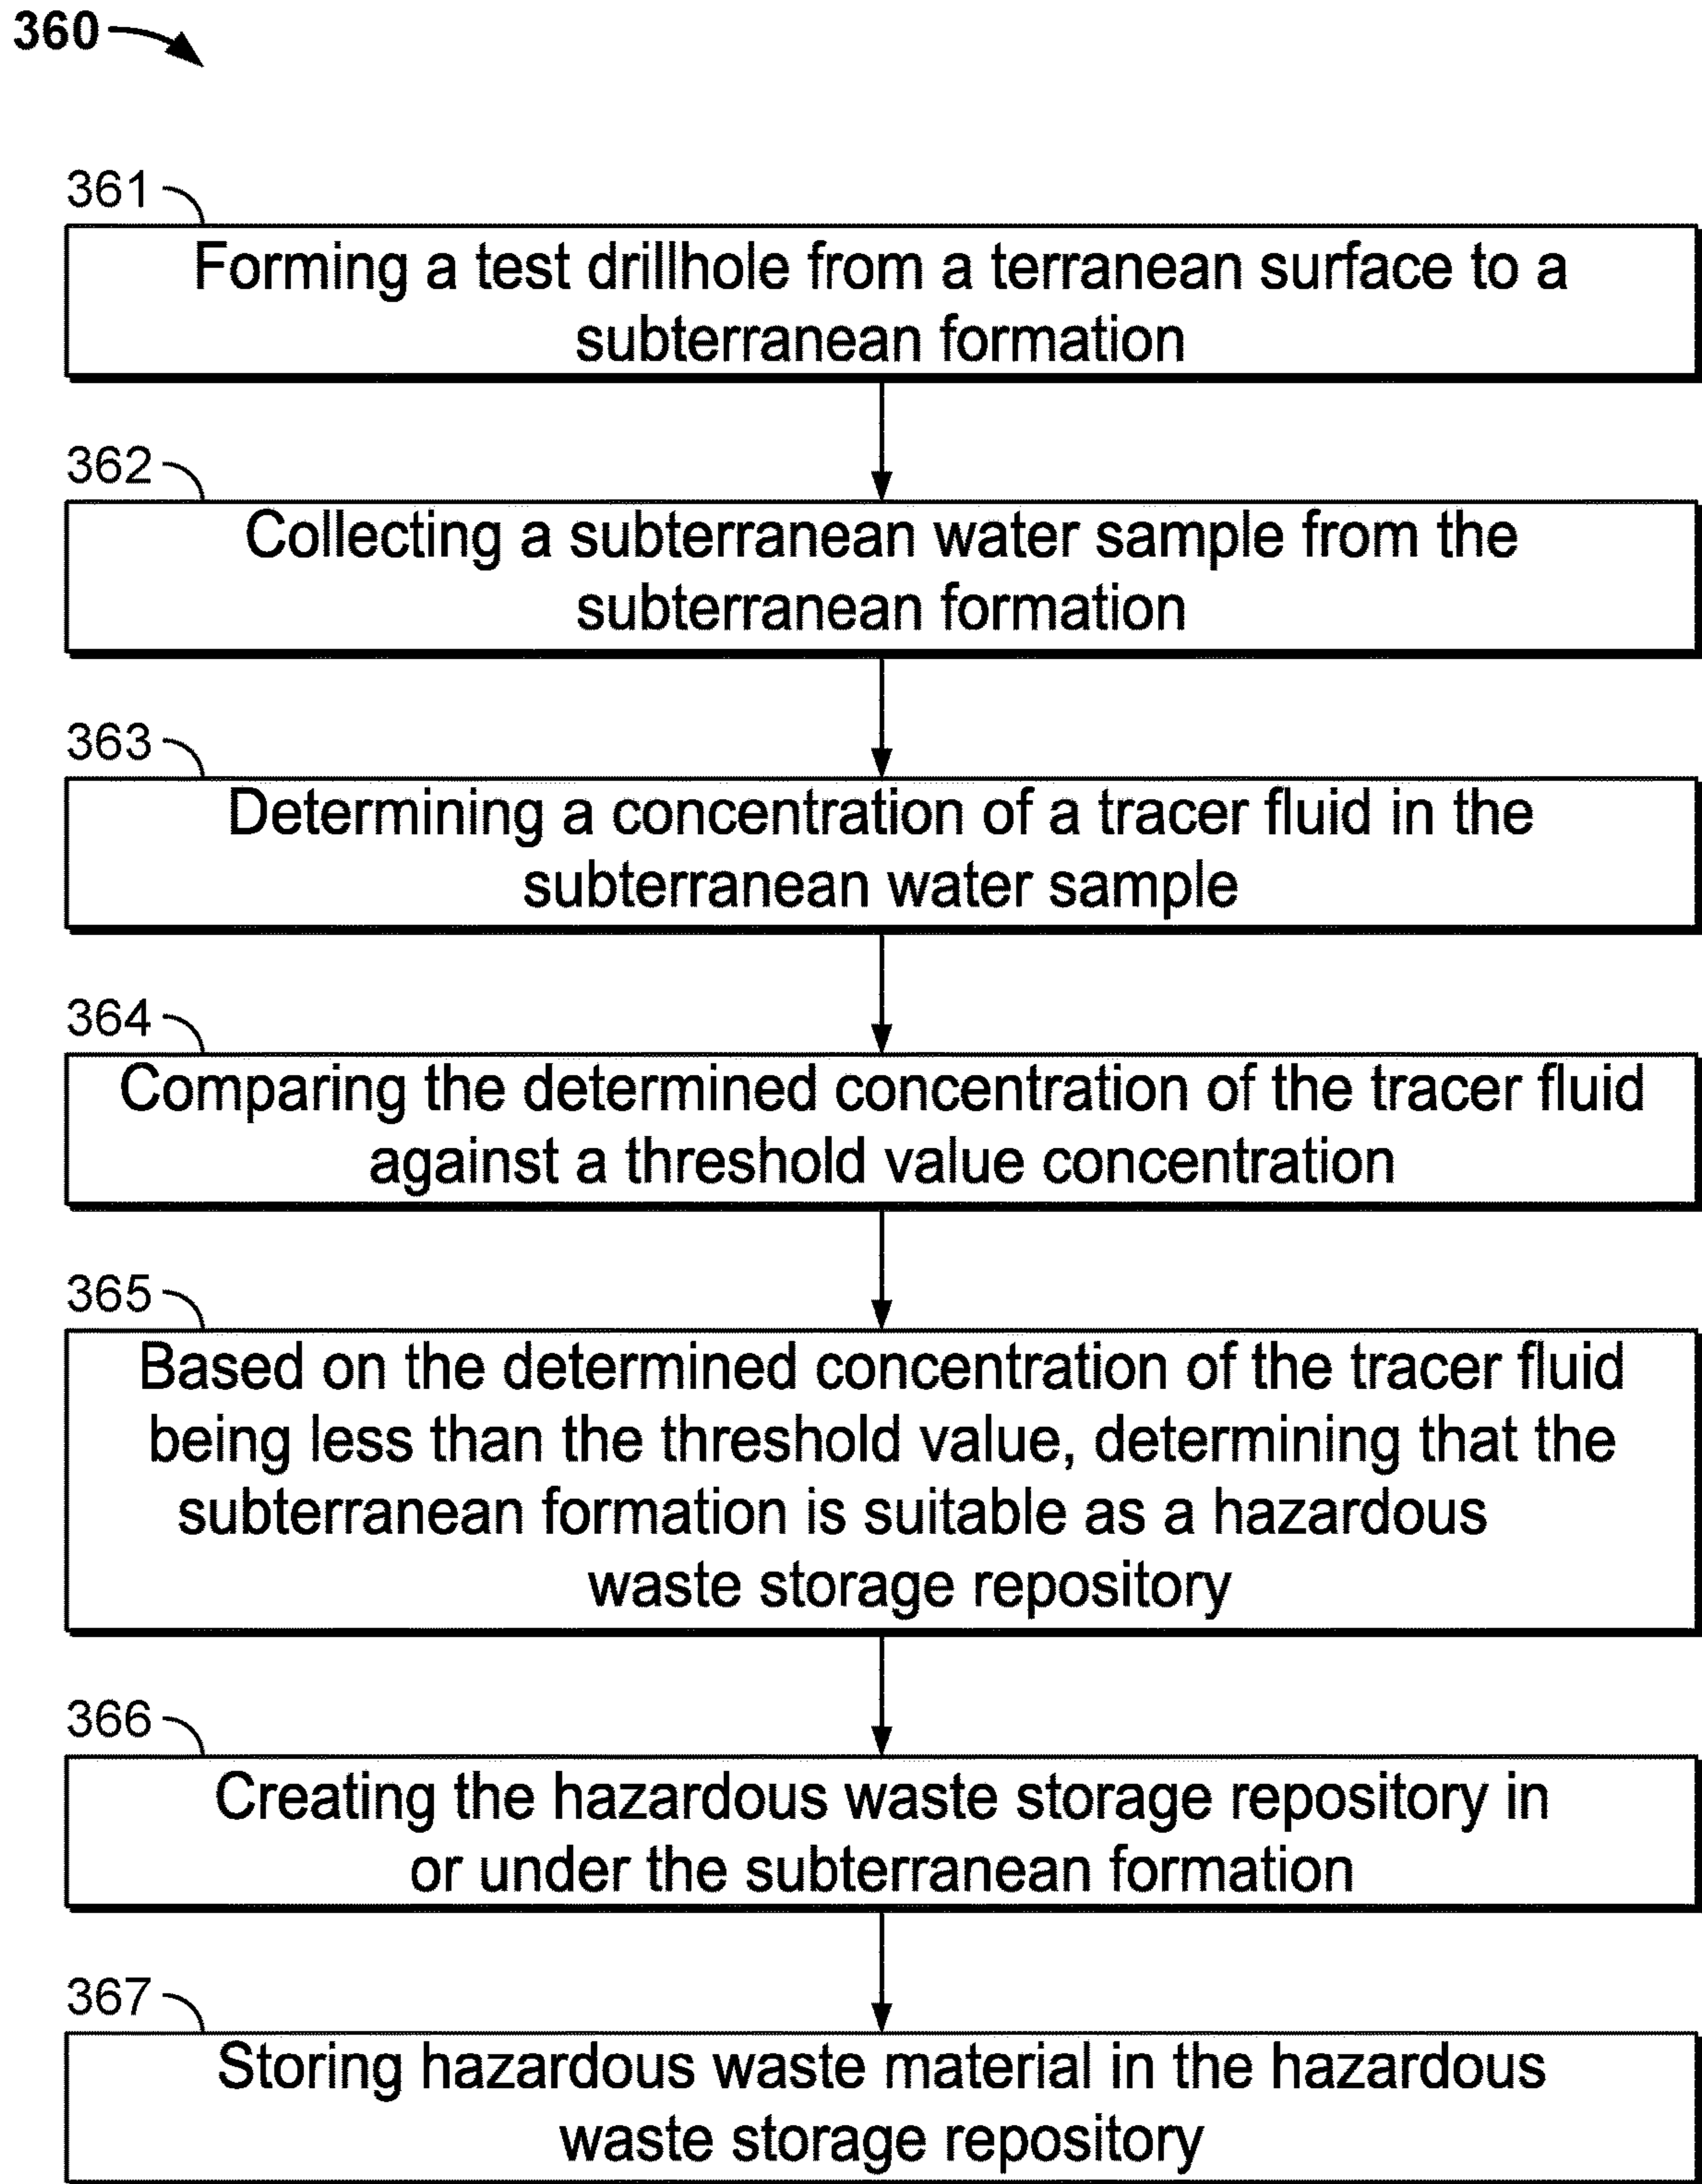 360
361
Forming a test drillhole from a terranean surface to a
subterranean formation
362
Collecting a subterranean water sample from the
subterranean formation
363
Determining a concentration of a tracer fluid in the
subterranean water sample
364
Comparing the determined concentration of the tracer fluid
against a threshold value concentration
365
Based on the determined concentration of the tracer fluid
being less than the threshold value, determining that the
subterranean formation is suitable as a hazardous
waste storage repository
366
Creating the hazardous waste storage repository in
or under the subterranean formation
367
Storing hazardous waste material in the hazardous
waste storage repository